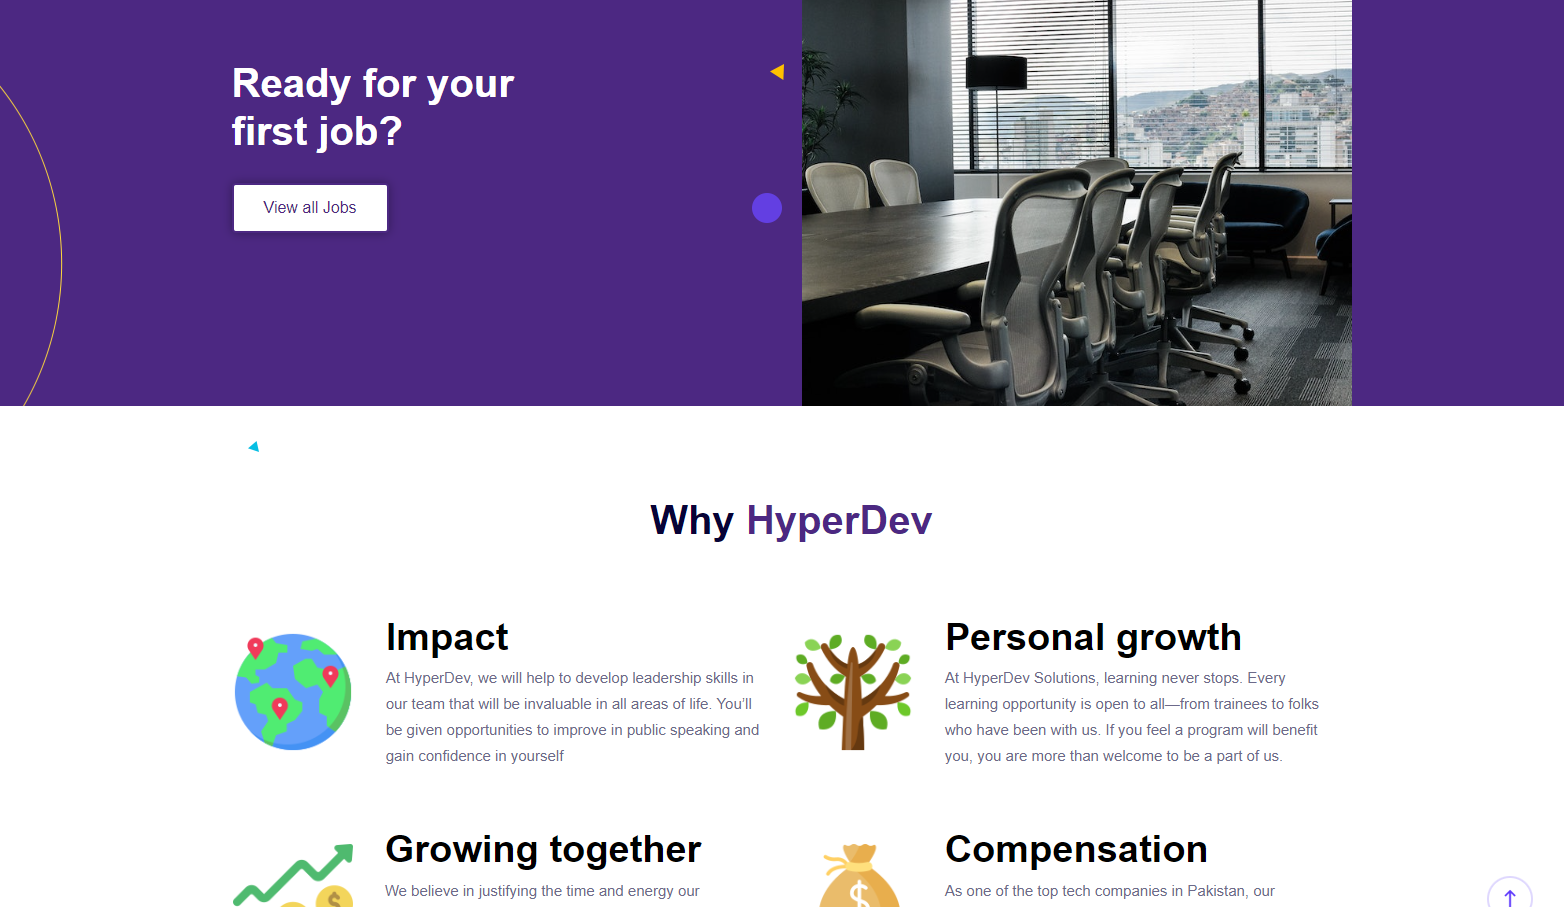 Ready for your
first job?
View all Jobs
Why HyperDev
Impact
At HyperDev, we will help to develop leadership skills in
our team that will be invaluable in all areas of life. You’ll
be given opportunities to improve in public speaking and
gain confidence in yourself
Personal growth
At HyperDev Solutions, learning never stops. Every
learning opportunity is open to all—from trainees to folks
who have been with us. If you feel a program will benefit
you, you are more than welcome to be a part of us.
Growing together
We believe in justifying the time and energy our
Compensation
As one of the top tech companies in Pakistan, our